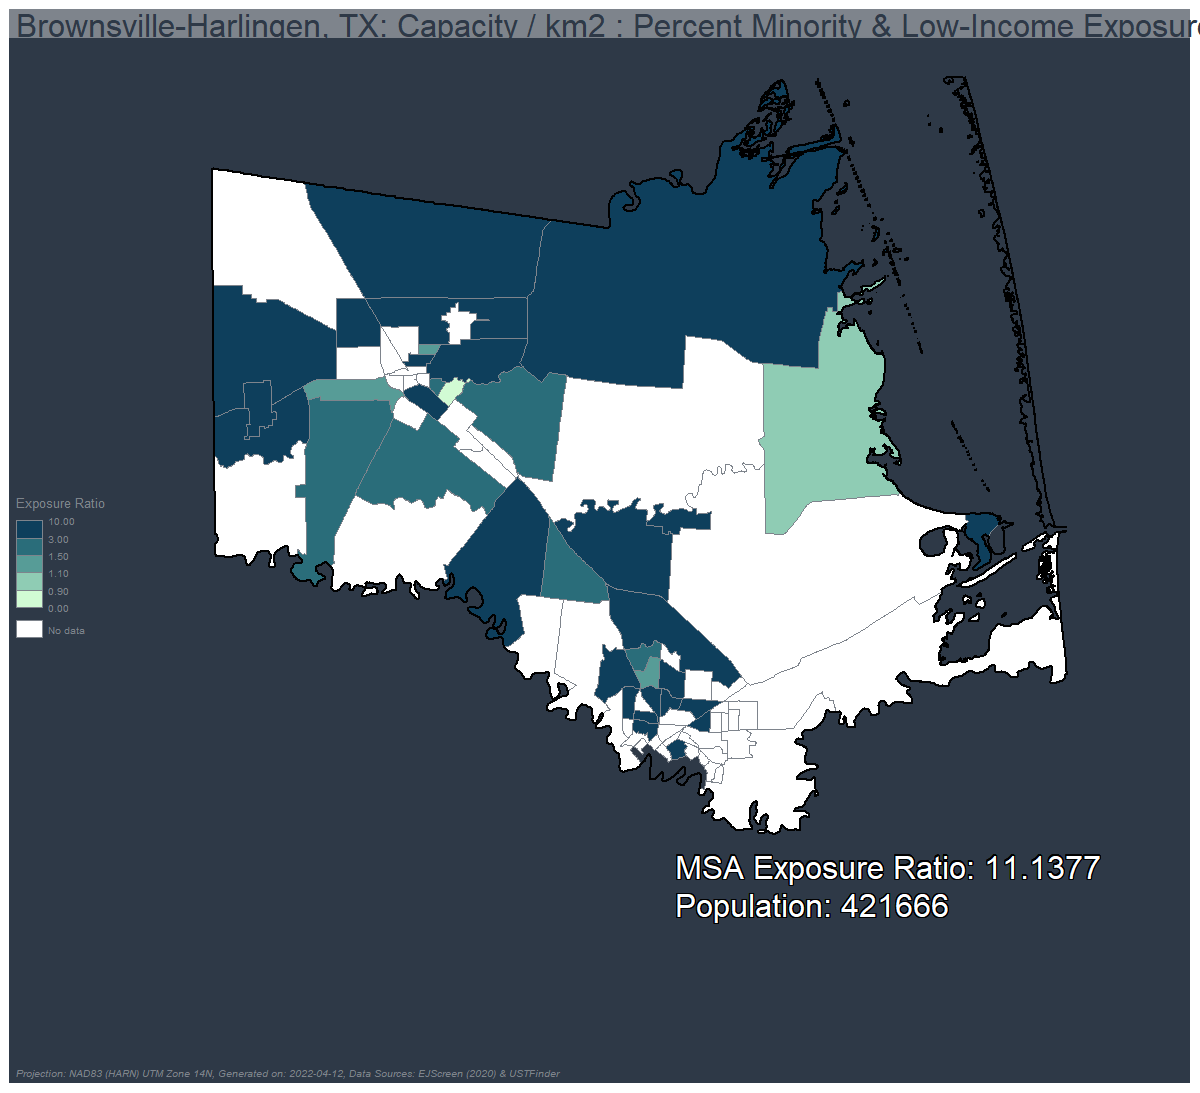 Brownsville-Harlingen, TX: Capacity / km2 : Percent Minority & Low-Income Exposure
Exposure Ratio
10.00
3.00
1.50
1.10
0.90
0.00
No data
MSA Exposure Ratio: 11.1377
Population: 421666
Projection: NAD83 (HARN) UTM Zone 14N, Generated on: 2022-04-12, Data Sources: EJScreen (2020) & USTFinder